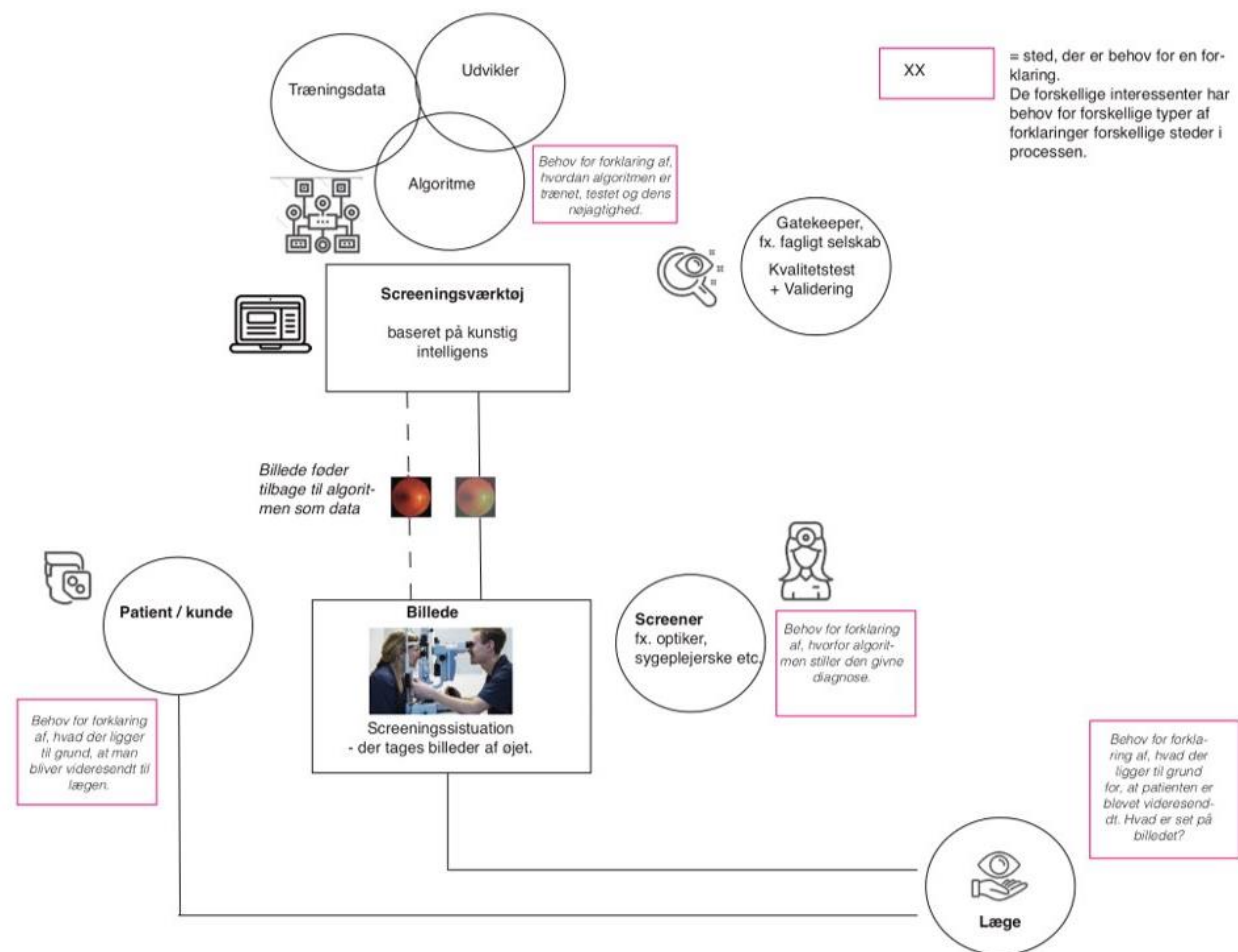 Træningsdata
Udvikler
Algoritme
XX
= sted, der er behov for en for-
klaring.
De forskellige interessenter har
behov for forskellige typer af
forklaringer forskellige steder i
processen.
Behov for forklaring af,
hvordan algoritmen er
trænet, testet og dens
nøjagtighed.
Gatekeeper,
fx. fagligt selskab
Kvalitetstest
+ Validering
Screeningsværktøj
baseret på kunstig
intelligens
Billede føder
tilbage til algorit-
men som data
Patient / kunde
Billede
Screeningssistuation
- der tages billeder af øjet.
Screener
fx. optiker,
sygeplejerske etc.
Behov for forklaring
af, hvorfor algorit-
men stiller den givne
diagnose.
Behov for forklaring
af, hvad der ligger
til grund, at man
bliver videresendt til
lægen.
Behov for forkla-
ring af, hvad der
ligger til grund
for, at patienten er
blevet videresend-
dt. Hvad er set på
billedet?
Læge